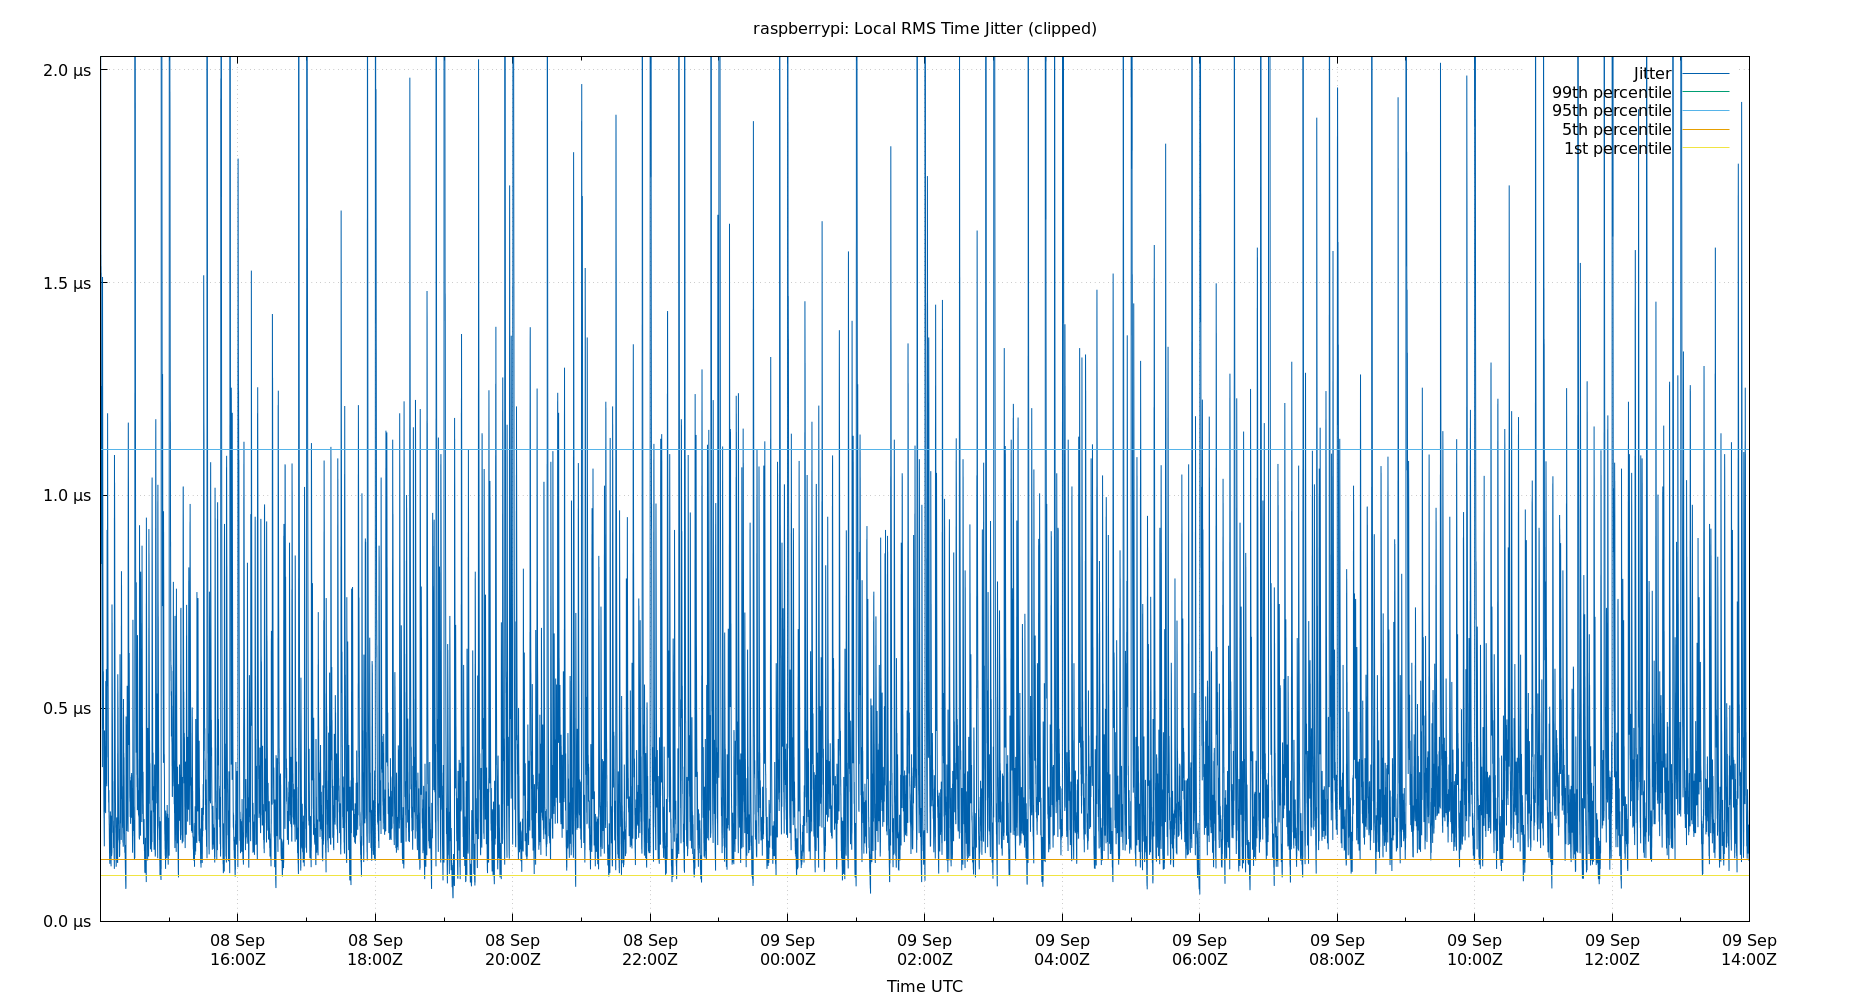 raspberrypi: Local RMS Time Jitter (clipped)
2.0 µs
1.5 µs
1.0 µs
0.5 µs
0.0 µs
Jitter
99th percentile
95th percentile
5th percentile
1st percentile
08 Sep 08 Sep 08 Sep 08 Sep 09 Sep 09 Sep 09 Sep 09 Sep 09 Sep 09 Sep 09 Sep 09 Sep
16:00Z 18:00Z 20:00Z 22:00Z 00:00Z 02:00Z 04:00Z 06:00Z 08:00Z 10:00Z 12:00Z 14:00Z
Time UTC